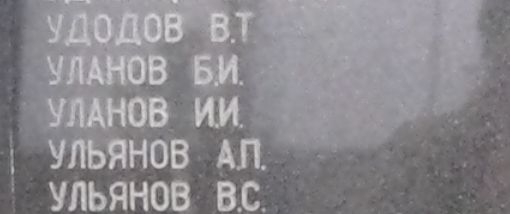 УДОДОВ В.Т
УЛАНОВ Б.И.
УЛАНОВ И.И.
УЛЬЯНОВ А.П.
УЛЬЯНОВ В.С.